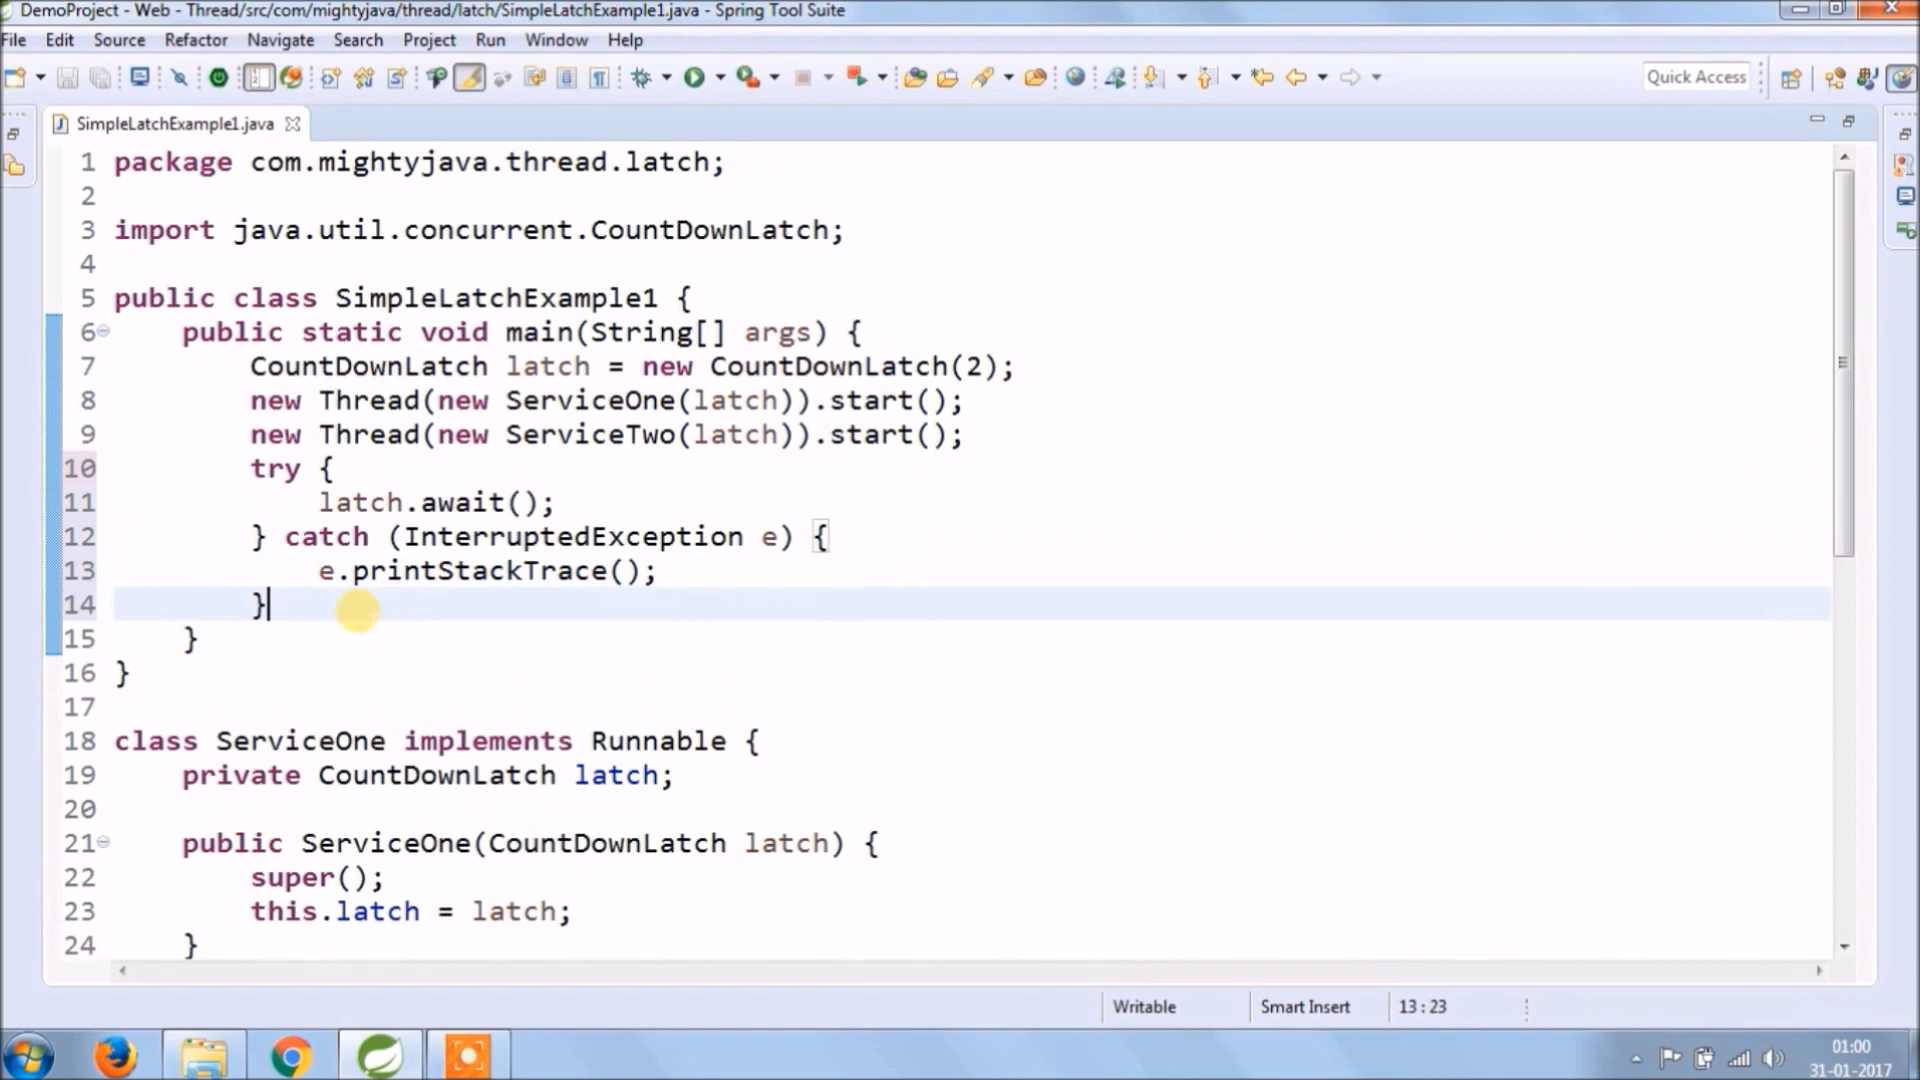 DemoProject - Web - Thread/src/com/mightyjava/thread/latch/SimpleLatchExample1.java - Spring Tool Suite
File Edit Source Refactor Navigate Search Project Run Window Help
Quick Access
SimpleLatchExample1.java
1 package com.mightyjava.thread.latch;
2
3 import java.util.concurrent.CountDownLatch;
4
5 public class SimpleLatchExample1 {
6 public static void main(String[] args) {
7 CountDownLatch latch = new CountDownLatch(2);
8 new Thread(new ServiceOne(latch)).start();
9 new Thread(new ServiceTwo(latch)).start();
10 try {
11 latch.await();
12 } catch (InterruptedException e) {
13 e.printStackTrace();
14 }
15 }
16 }
17
18 class ServiceOne implements Runnable {
19 private CountDownLatch latch;
20
21 public ServiceOne(CountDownLatch latch) {
22 super();
23 this.latch = latch;
24 }
Writable Smart Insert 13 : 23
01:00
31-01-2017